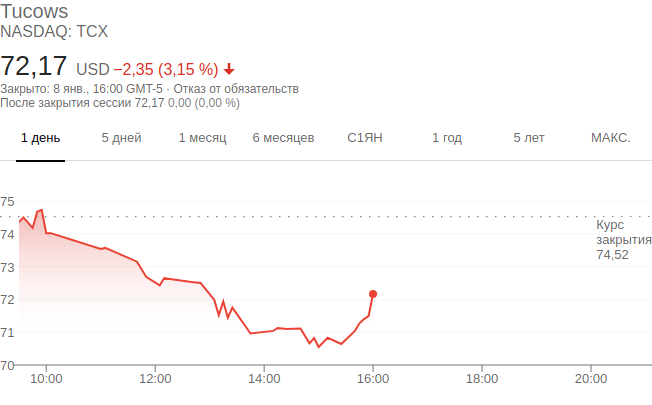 Tucows
NASDAQ: TCX
72,17 USD −2,35 (3,15 %)
Закрыто: 8 янв., 16:00 GMT-5 · Отказ от обязательств
После закрытия сессии 72,17 0,00 (0,00 %)
1 день 5 дней 1 месяц 6 месяцев С1ЯН 1 год 5 лет МАКС.
75
74
73
72
71
70
Курс
закрытия
74,52
10:00 12:00 14:00 16:00 18:00 20:00